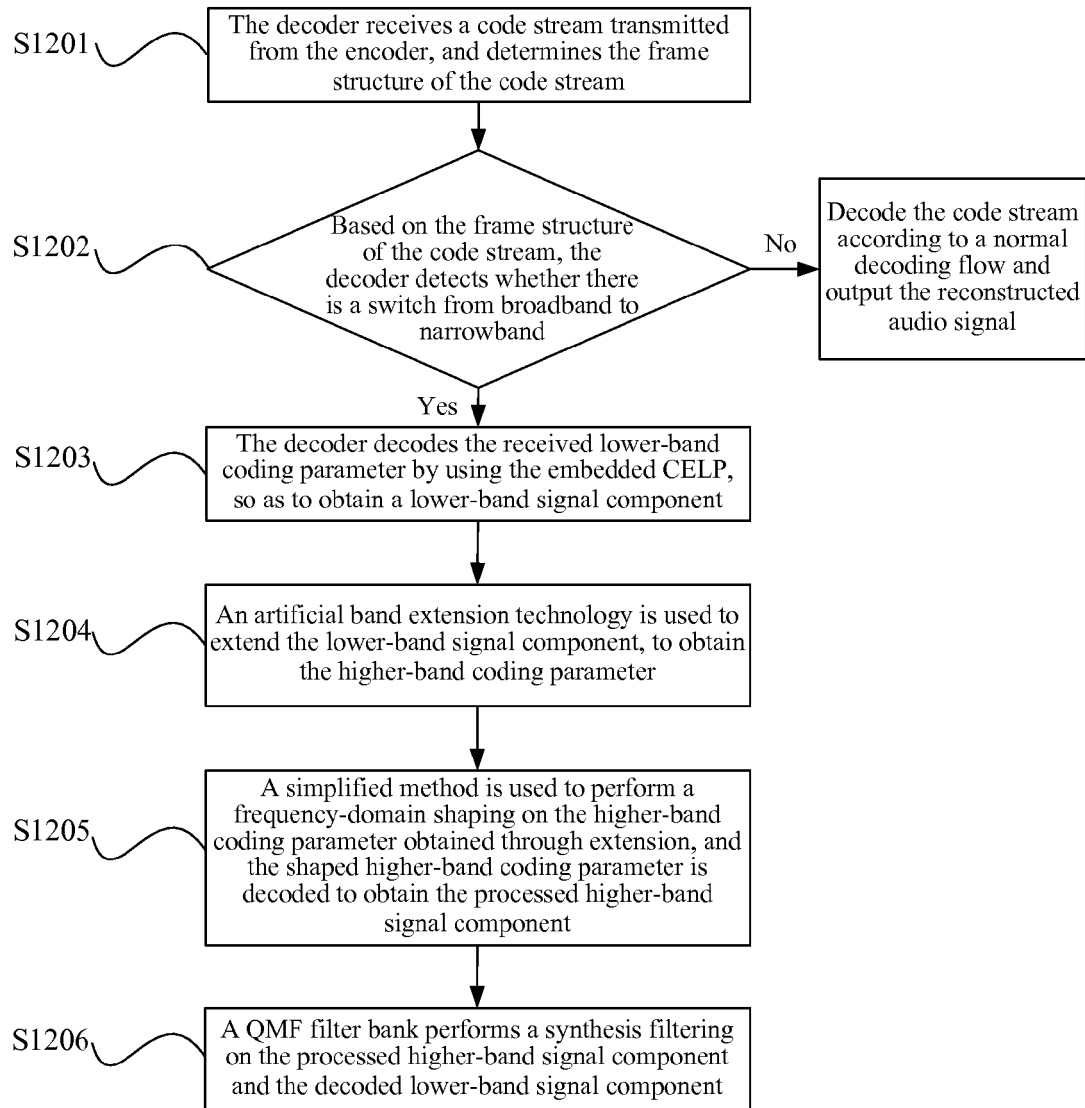 S1201
The decoder receives a code stream transmitted
from the encoder, and determines the frame
structure of the code stream
S1202
Based on the frame structure
of the code stream, the
decoder detects whether there
is a switch from broadband to
narrowband
No
Decode the code stream
according to a normal
decoding flow and
output the reconstructed
audio signal
Yes
S1203
The decoder decodes the received lower-band
coding parameter by using the embedded CELP,
so as to obtain a lower-band signal component
S1204
An artificial band extension technology is used to
extend the lower-band signal component, to obtain
the higher-band coding parameter
S1205
A simplified method is used to perform a
frequency-domain shaping on the higher-band
coding parameter obtained through extension, and
the shaped higher-band coding parameter is
decoded to obtain the processed higher-band
signal component
S1206
A QMF filter bank performs a synthesis filtering
on the processed higher-band signal component
and the decoded lower-band signal component